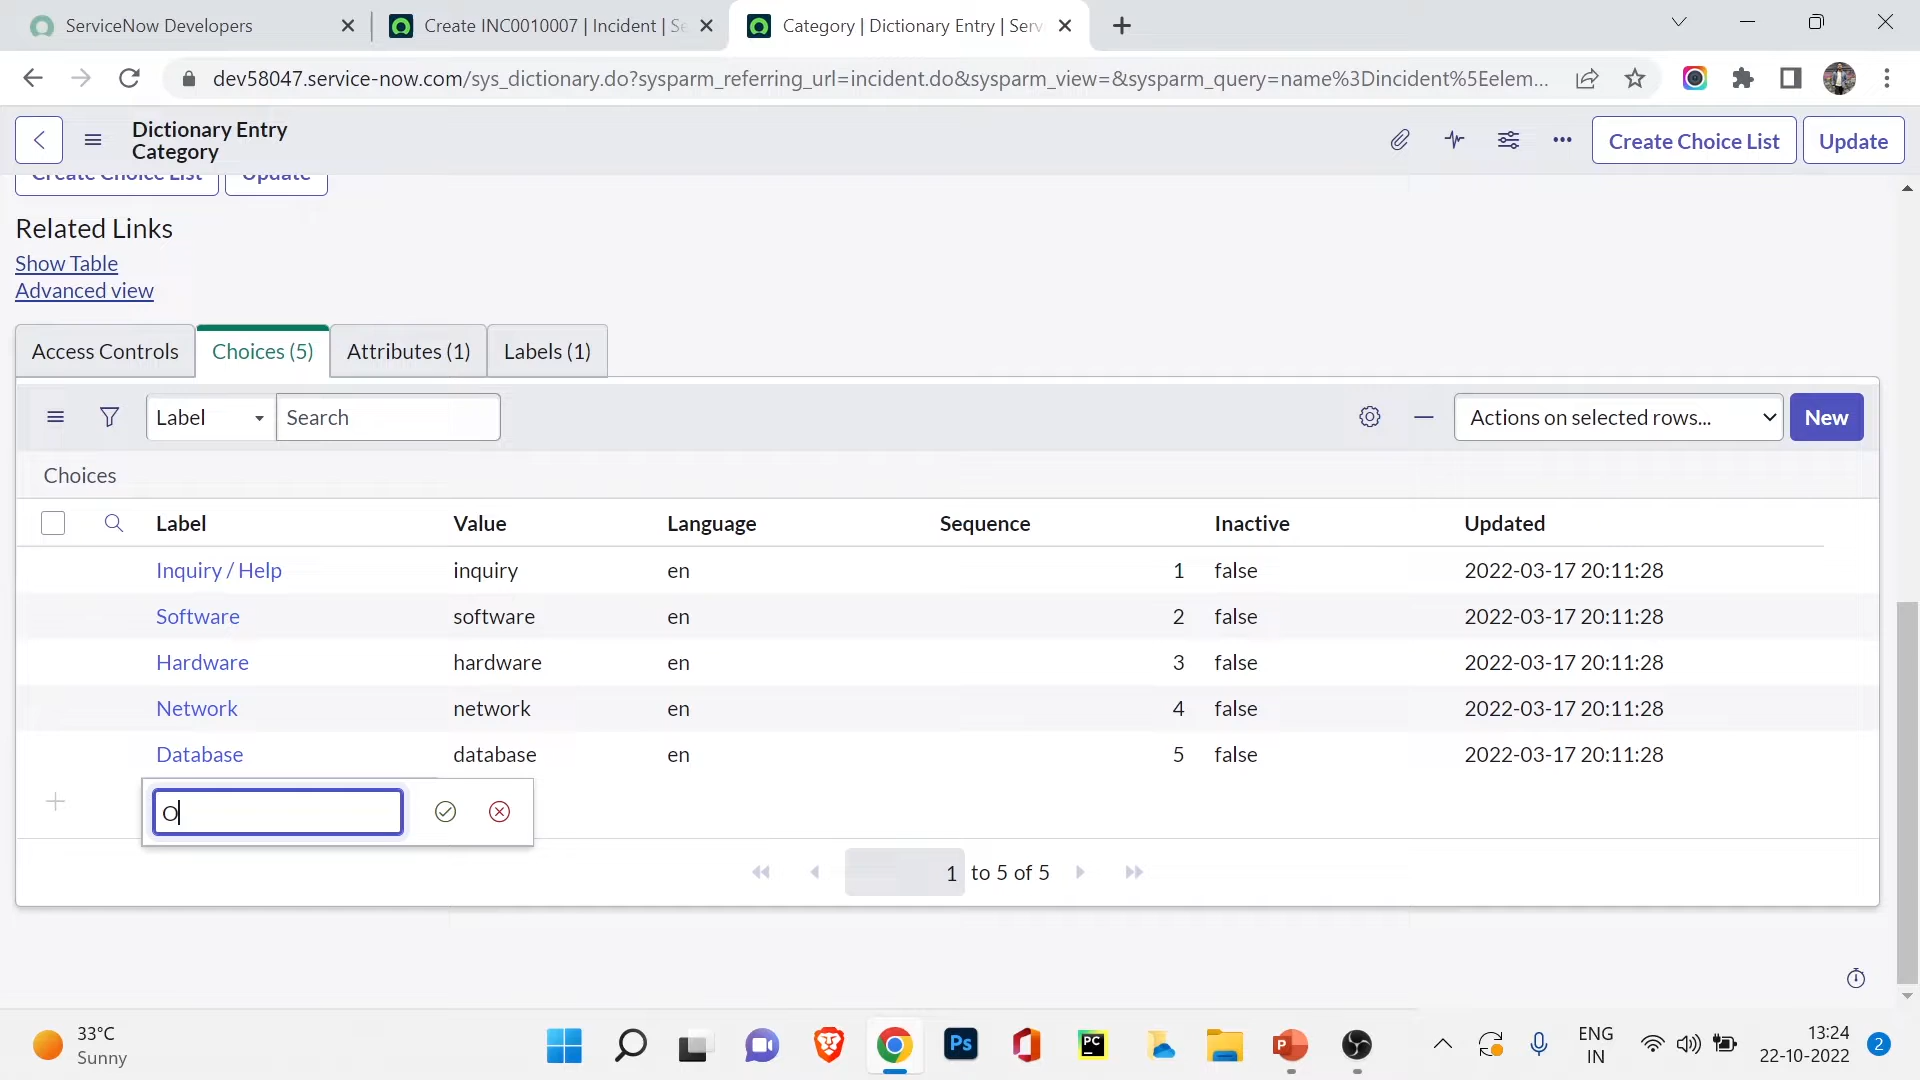 ServiceNow Developers
Create INC0010007 | Incident | Se
Category | Dictionary Entry | Serv
dev58047.service-now.com/sys_dictionary.do?sysparm_referring_url=incident.do&sysparm_view=&sysparm_query=name%3Dincident%5Eelem...
Dictionary Entry
Category
Create Choice List
Update
Create Choice List
Update
Related Links
Show Table
Advanced view
Access Controls
Choices (5)
Attributes (1)
Labels (1)
Label
Search
Actions on selected rows...
New
Choices
Label Value Language Sequence Inactive Updated
Inquiry / Help inquiry en 1 false 2022-03-17 20:11:28
Software software en 2 false 2022-03-17 20:11:28
Hardware hardware en 3 false 2022-03-17 20:11:28
Network network en 4 false 2022-03-17 20:11:28
Database database en 5 false 2022-03-17 20:11:28
O
1 to 5 of 5
33°C
Sunny
Ps
PC
P
ENG
IN
13:24
22-10-2022
2